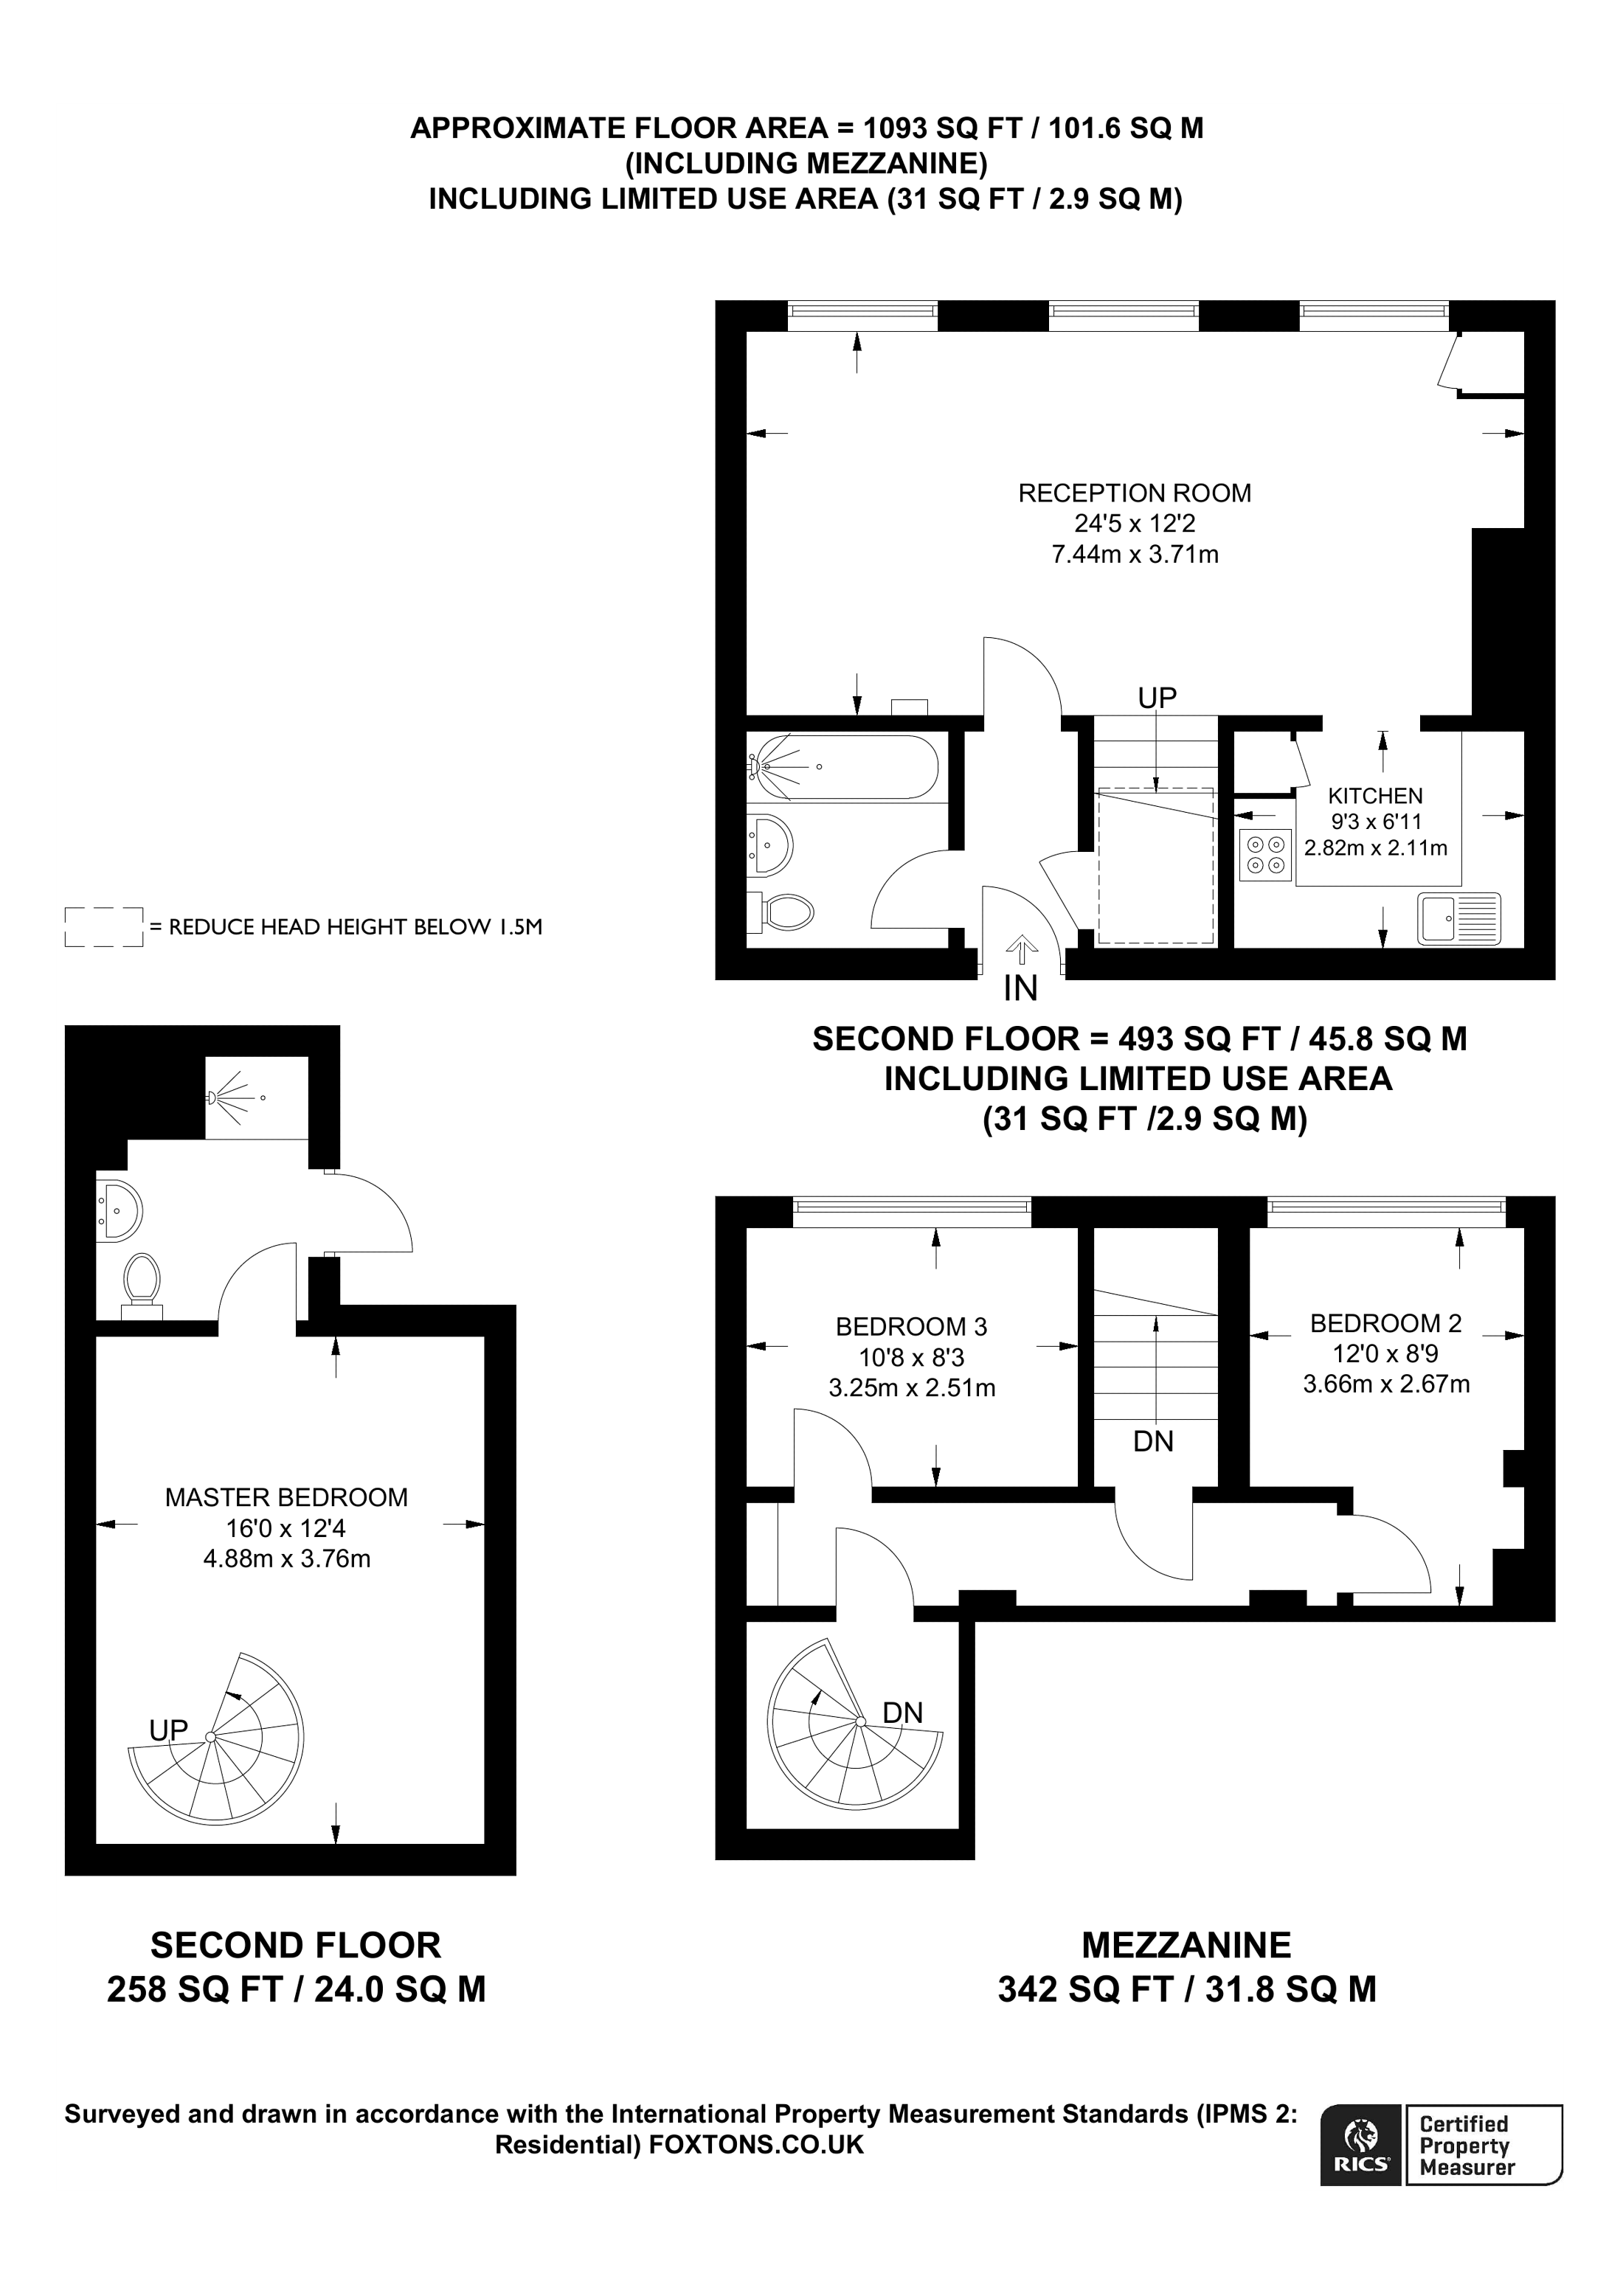 APPROXIMATE FLOOR AREA = 1093 SQ FT / 101.6 SQ M
(INCLUDING MEZZANINE)
INCLUDING LIMITED USE AREA (31 SQ FT / 2.9 SQ M)
RECEPTION ROOM
24'5 x 12'2
7.44m x 3.71m
UP
KITCHEN
9'3 x 6'11
2.82m x 2.11m
IN
= REDUCE HEAD HEIGHT BELOW 1.5M
SECOND FLOOR = 493 SQ FT / 45.8 SQ M
INCLUDING LIMITED USE AREA
(31 SQ FT /2.9 SQ M)
MASTER BEDROOM
16'0 x 12'4
4.88m x 3.76m
UP
SECOND FLOOR
258 SQ FT / 24.0 SQ M
BEDROOM 3
10'8 x 8'3
3.25m x 2.51m
DN
BEDROOM 2
12'0 x 8'9
3.66m x 2.67m
DN
MEZZANINE
342 SQ FT / 31.8 SQ M
Surveyed and drawn in accordance with the International Property Measurement Standards (IPMS 2:
Residential) FOXTONS.CO.UK
RICS®
Certified
Property
Measurer